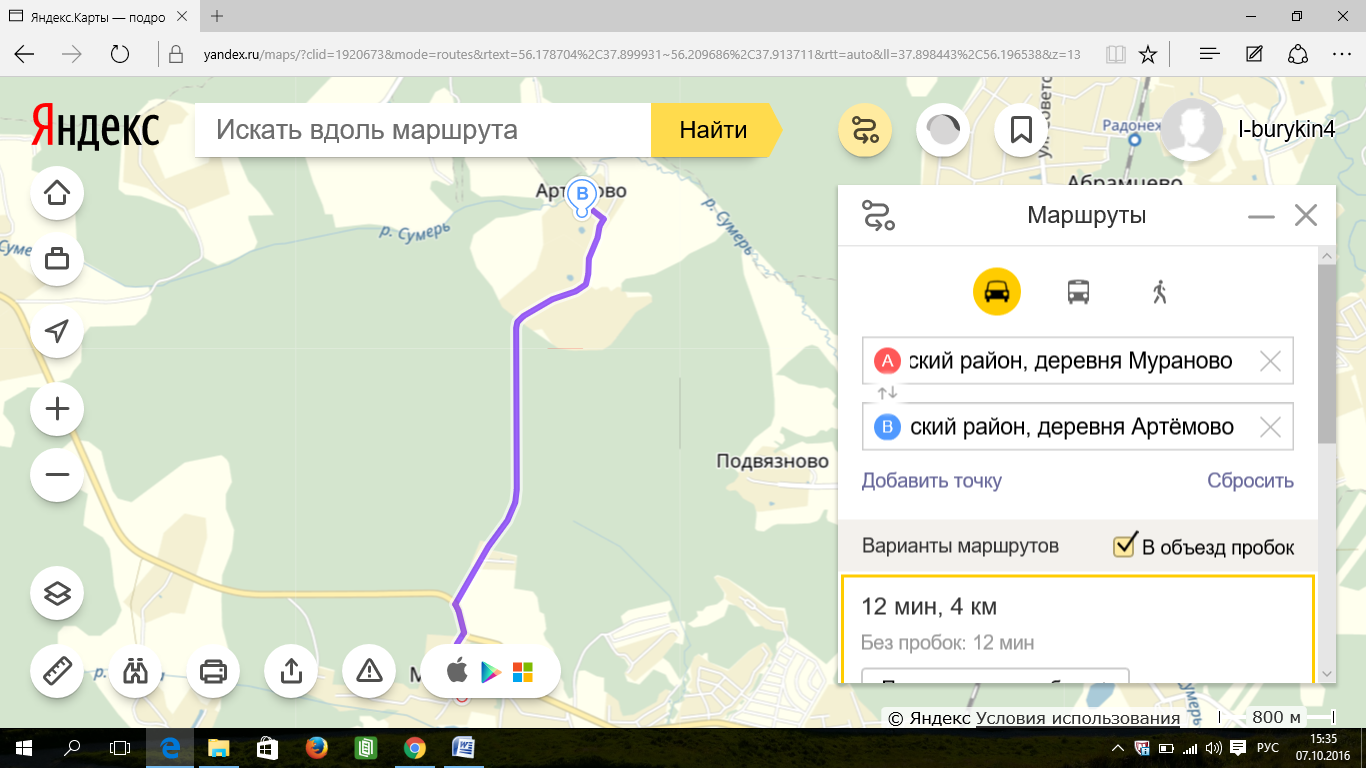 Яндекс.Карты — подро
yandex.ru/maps/?clid=1920673&mode=routes&rtext=56.178704%2C37.899931~56.209686%2C37.913711&rtt=auto&ll=37.898443%2C56.196538&z=13
Яндекс
Искать вдоль маршрута
Найти
Радонеж
l-burykin4
Абрамцево
B
р. Сумерь
р. Сумерь
Маршруты
A ский район, деревня Мураново
B ский район, деревня Артёмово
Добавить точку
Сбросить
Подвязново
Варианты маршрутов
В объезд пробок
12 мин, 4 км
Без пробок: 12 мин
© Яндекс Условия использования
800 м
РУС
15:35
07.10.2016